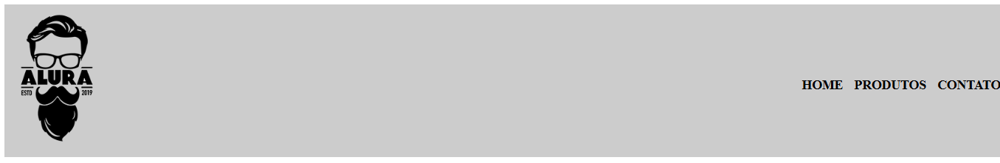 ALURA
ESTD 2019
HOME PRODUTOS CONTATO